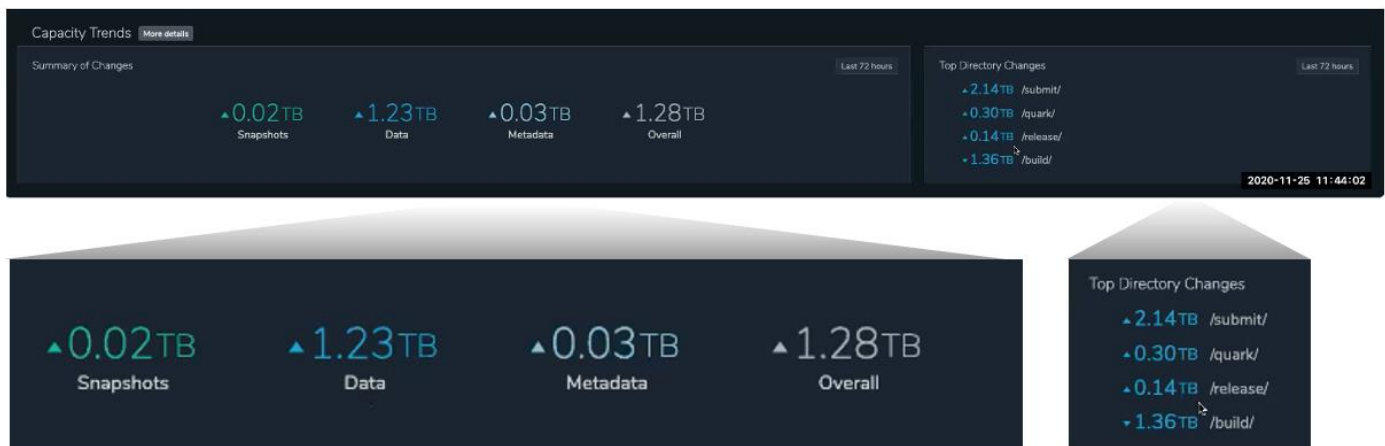 Capacity Trends More details
Summary of Changes Last 72 hours
▲0.02TB ▲1.23TB ▲0.03TB ▲1.28TB
Snapshots Data Metadata Overall
Top Directory Changes Last 72 hours
▲2.14TB /submit/
▲0.30TB /quark/
▲0.14TB /release/
▼1.36TB /build/
2020-11-25 11:44:02
▲0.02TB ▲1.23TB ▲0.03TB ▲1.28TB
Snapshots Data Metadata Overall
Top Directory Changes
▲2.14TB /submit/
▲0.30TB /quark/
▲0.14TB /release/
▼1.36TB /build/